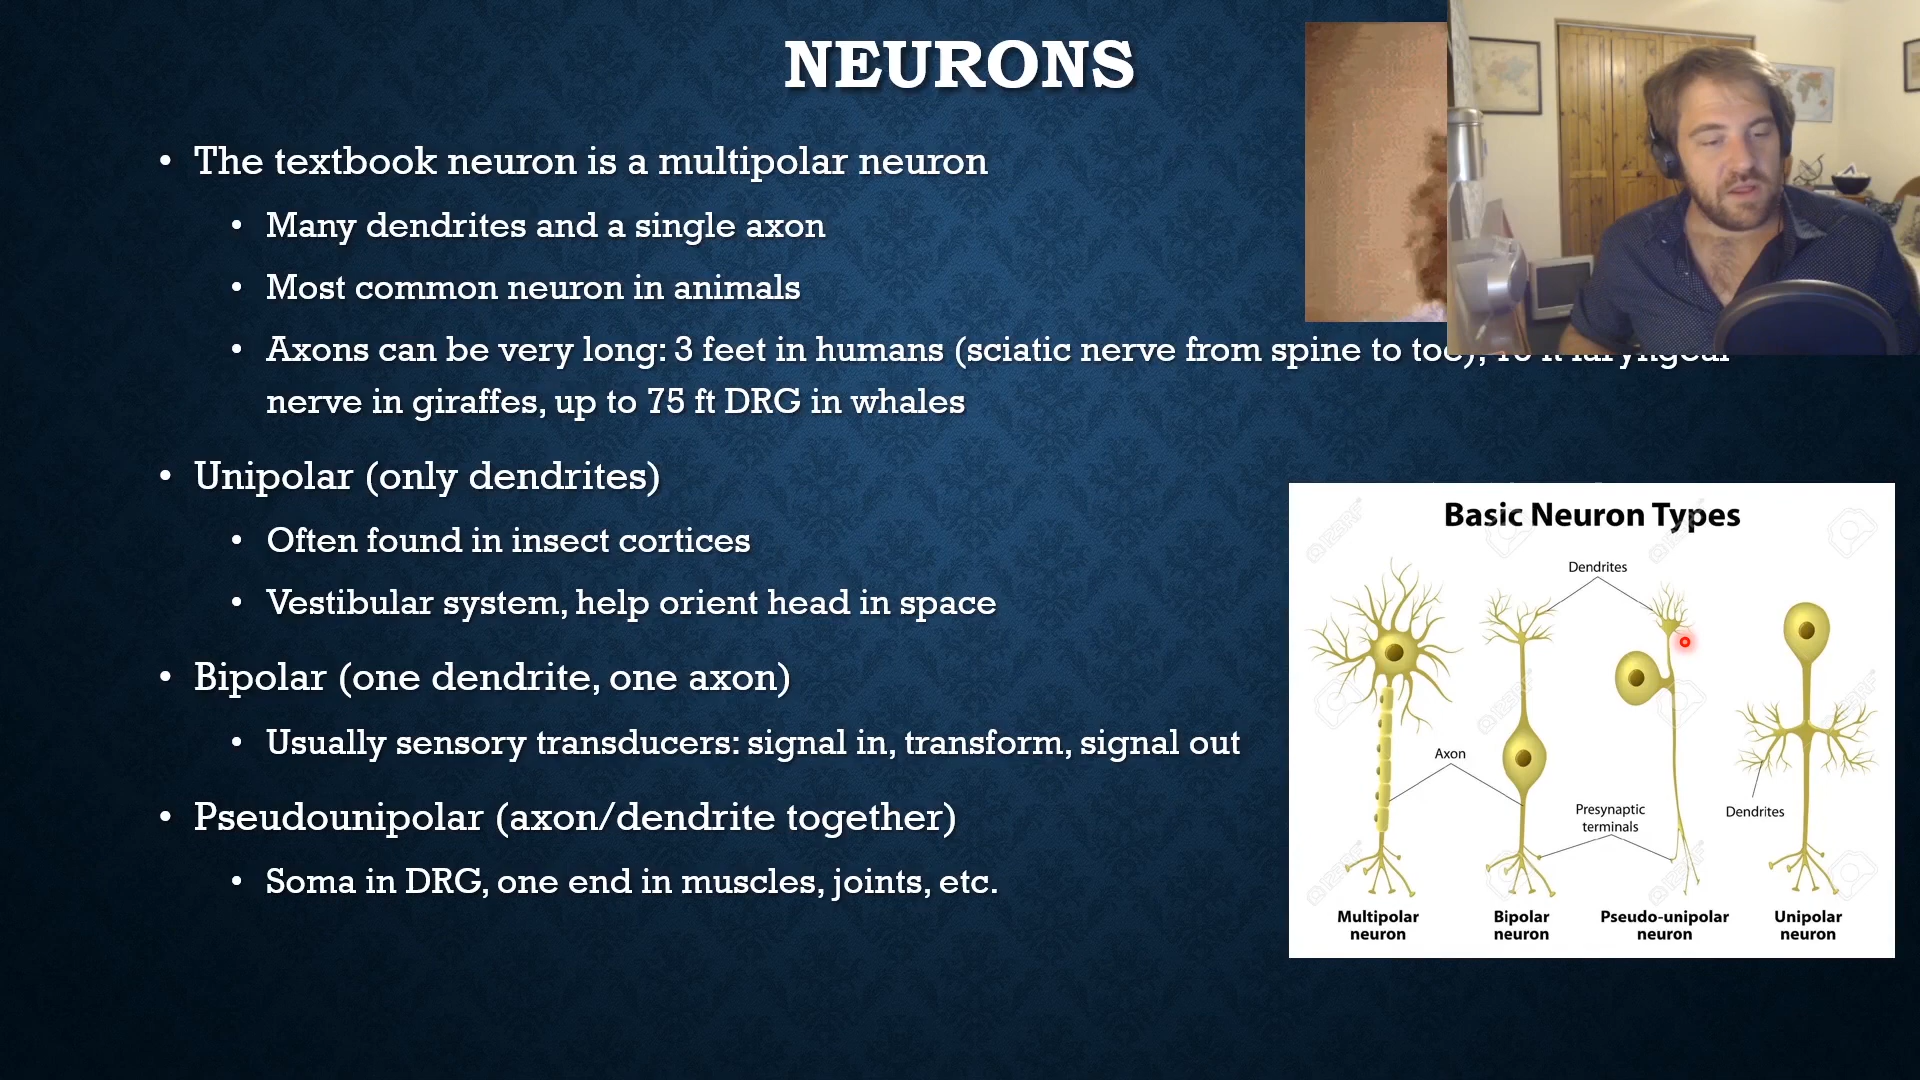 NEURONS
• The textbook neuron is a multipolar neuron
• Many dendrites and a single axon
• Most common neuron in animals
• Axons can be very long: 3 feet in humans (sciatic nerve from spine to toe), laryngeal
nerve in giraffes, up to 75 ft DRG in whales
• Unipolar (only dendrites)
• Often found in insect cortices
• Vestibular system, help orient head in space
• Bipolar (one dendrite, one axon)
• Usually sensory transducers: signal in, transform, signal out
• Pseudounipolar (axon/dendrite together)
• Soma in DRG, one end in muscles, joints, etc.
Basic Neuron Types
Dendrites
Axon
Presynaptic
terminals
Dendrites
Multipolar
neuron
Bipolar
neuron
Pseudo-unipolar
neuron
Unipolar
neuron